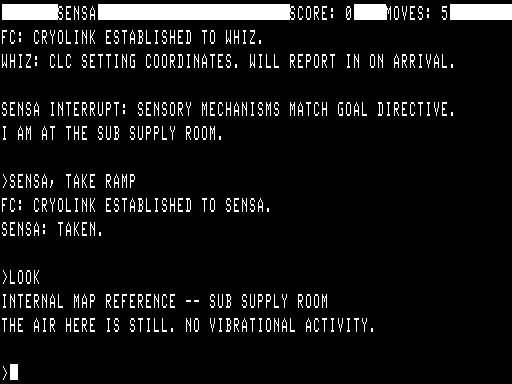 SENSA SCORE: 0 MOVES: 5
FC: CRYOLINK ESTABLISHED TO WHIZ.
WHIZ: CLC SETTING COORDINATES. WILL REPORT IN ON ARRIVAL.
SENSA INTERRUPT: SENSORY MECHANISMS MATCH GOAL DIRECTIVE.
I AM AT THE SUB SUPPLY ROOM.
>SENSA, TAKE RAMP
FC: CRYOLINK ESTABLISHED TO SENSA.
SENSA: TAKEN.
>LOOK
INTERNAL MAP REFERENCE -- SUB SUPPLY ROOM
THE AIR HERE IS STILL. NO VIBRATIONAL ACTIVITY.
>